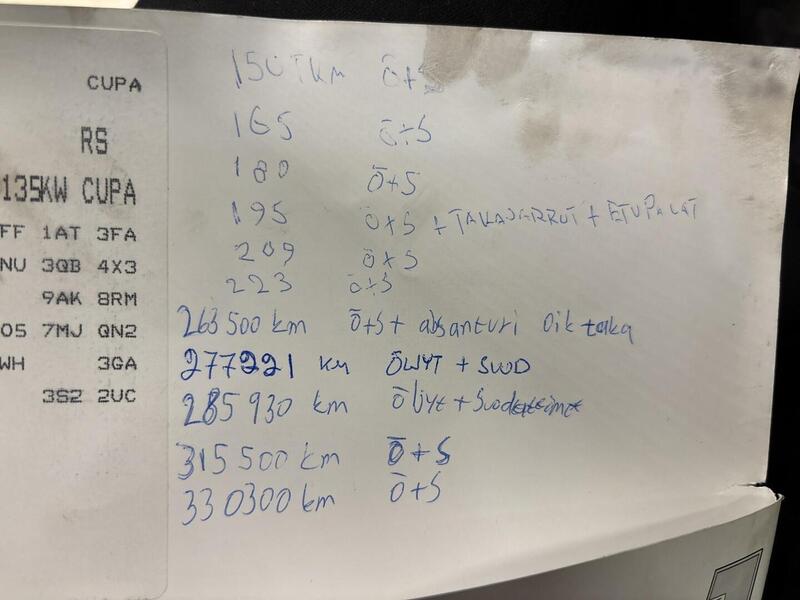 CUPA
RS
135KW CUPA
FF 1AT 3FA
NU 3QB 4X3
9AK 8RM
05 7MJ QN2
WH 3GA
3S2 2UC
150TKm Ö+S
165 Ö+S
180 Ö+S
195 Ö+S + TAKAJARRUT + ETUPALAT
209 Ö+S
223 Ö+S
263 500 km Ö+S + absanturi Oik taka
277221 km ÖLJYT + SUOD
285 930 km Öljyt + Suodattimet
315 500 km Ö+S
330300 km Ö+S